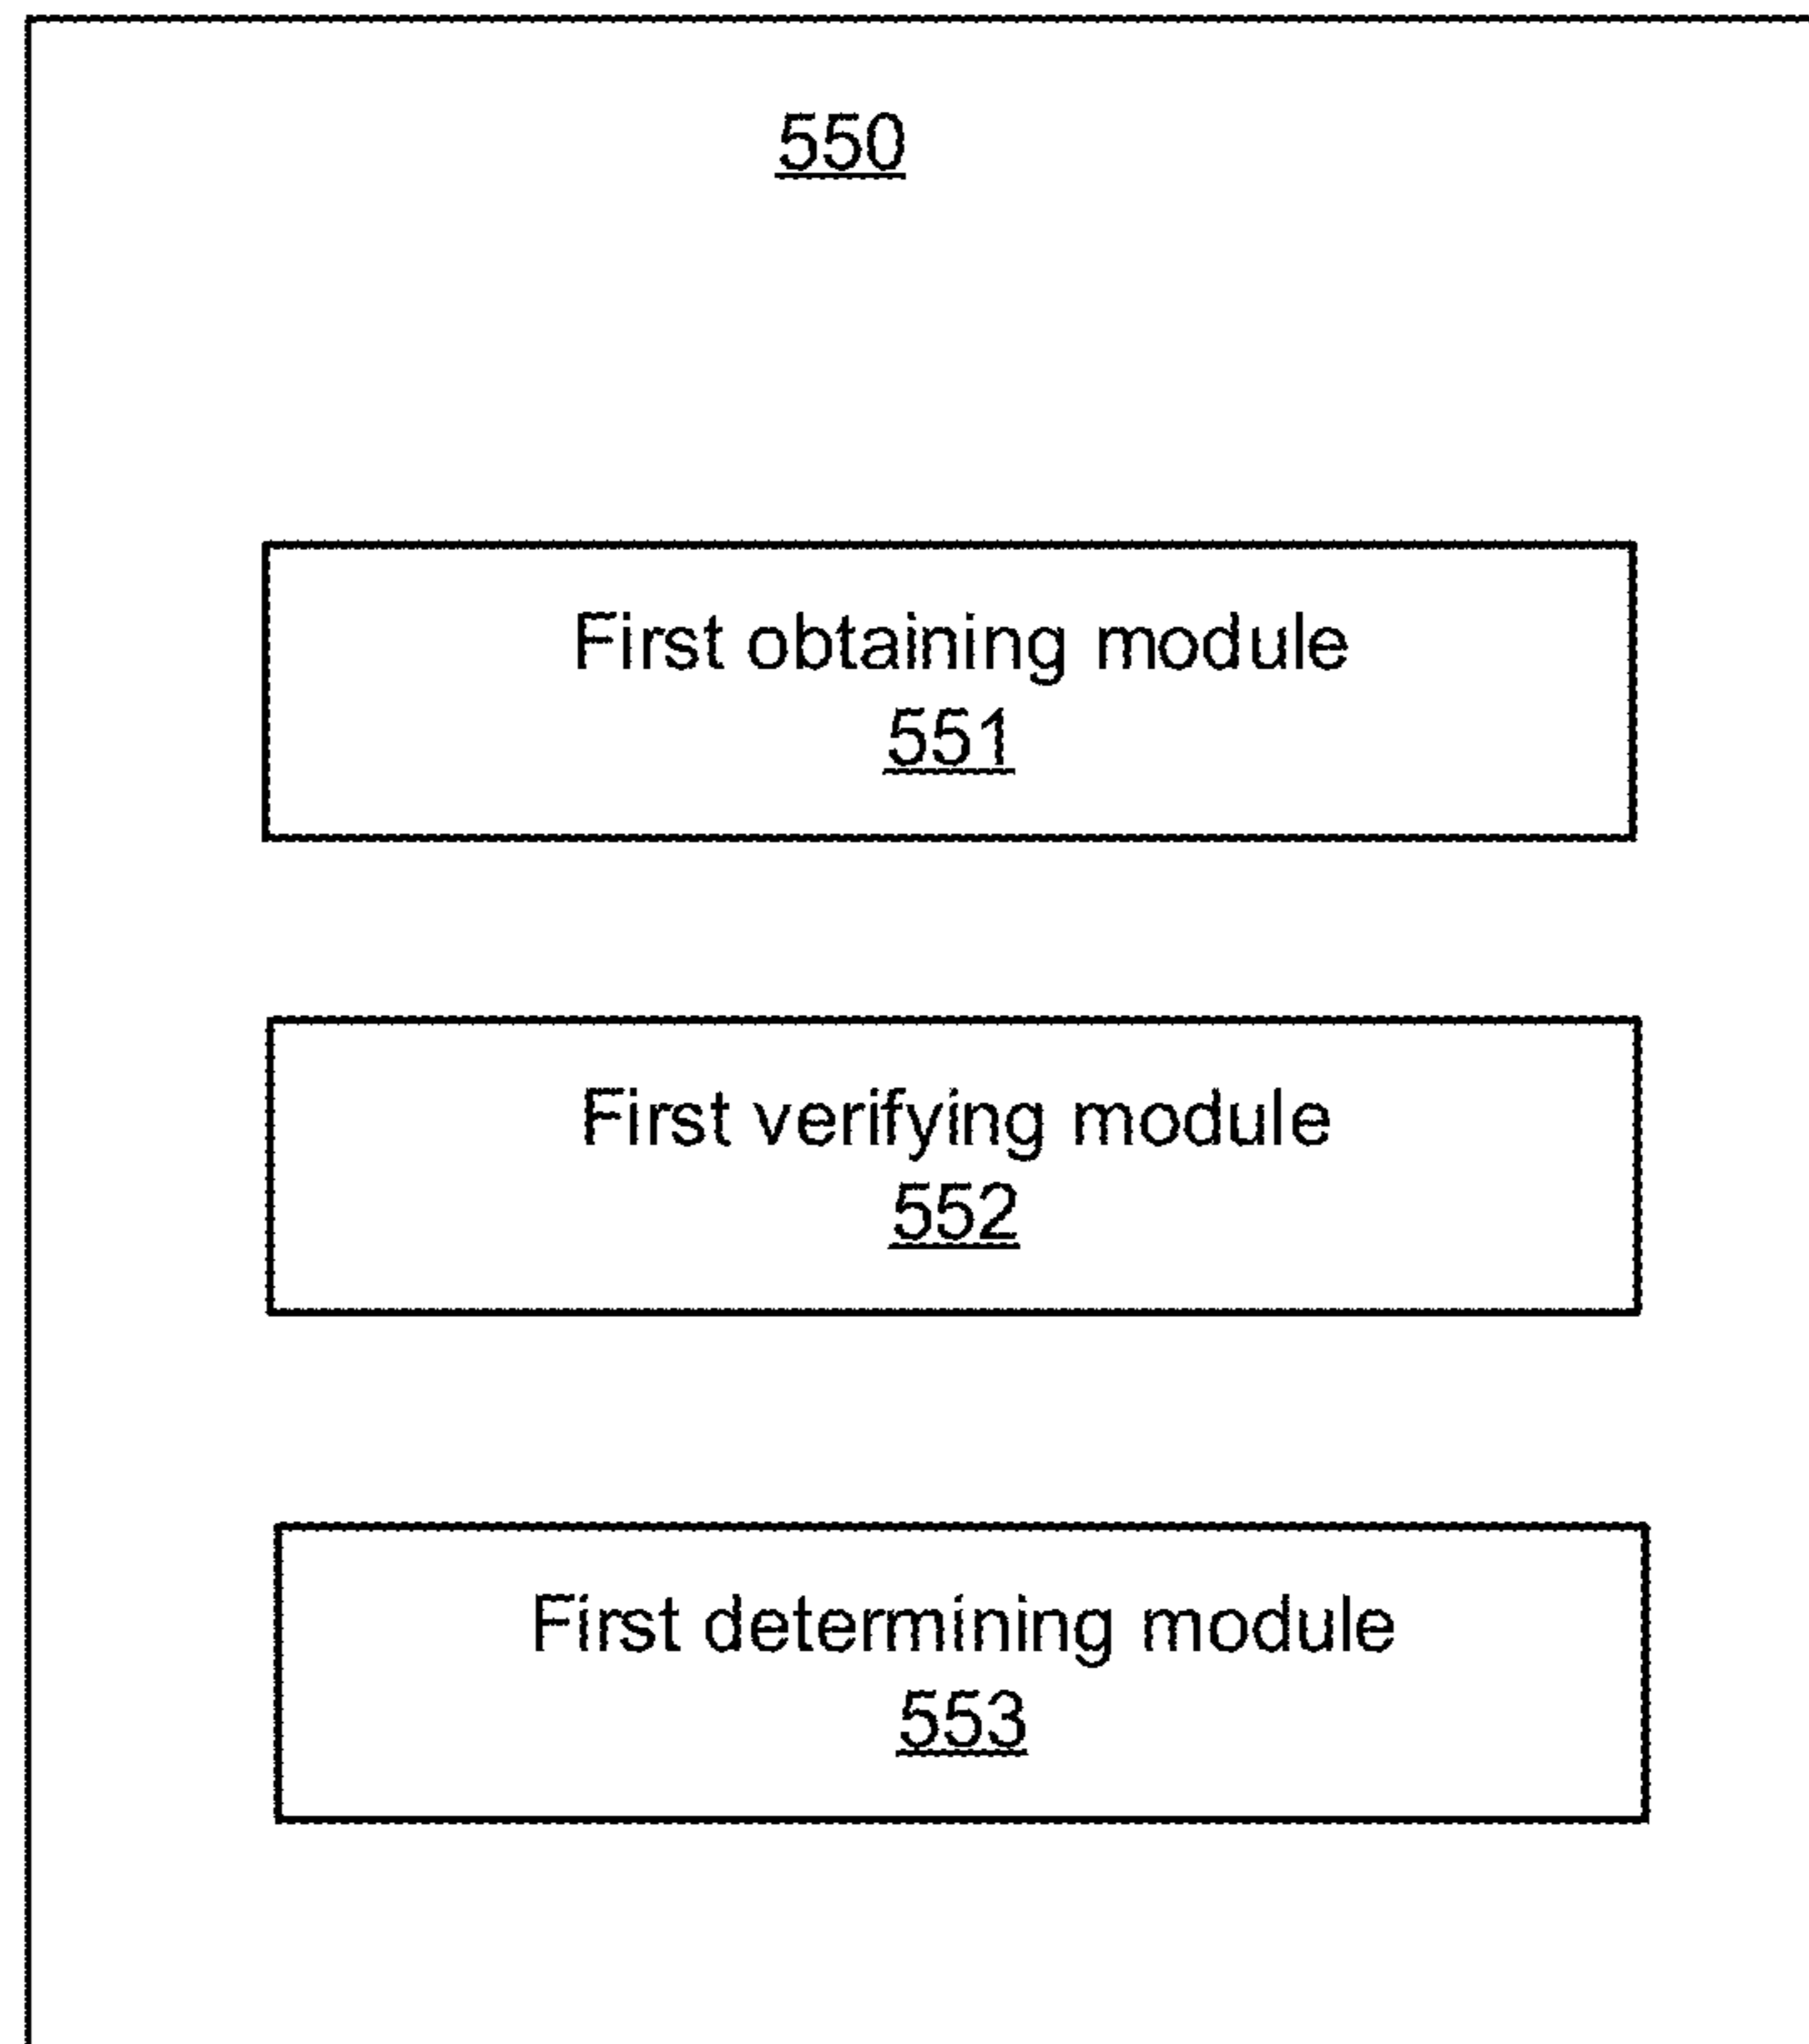 550
First obtaining module
551
First verifying module
552
First determining module
553